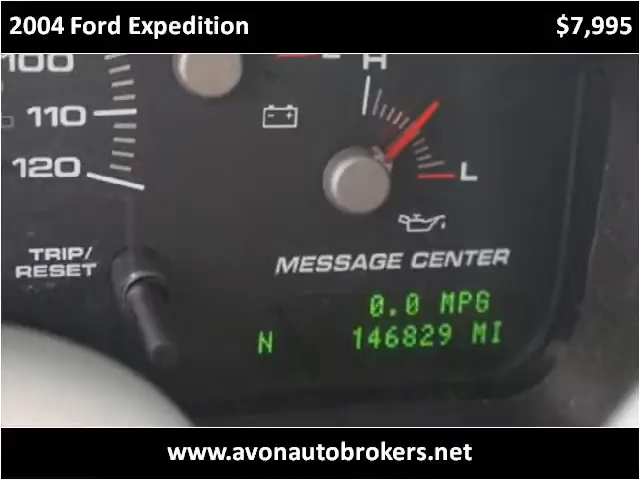 2004 Ford Expedition $7,995
100 H
110
120 L
TRIP/
RESET
MESSAGE CENTER
0.0 MPG
N 146829 MI
www.avonautobrokers.net